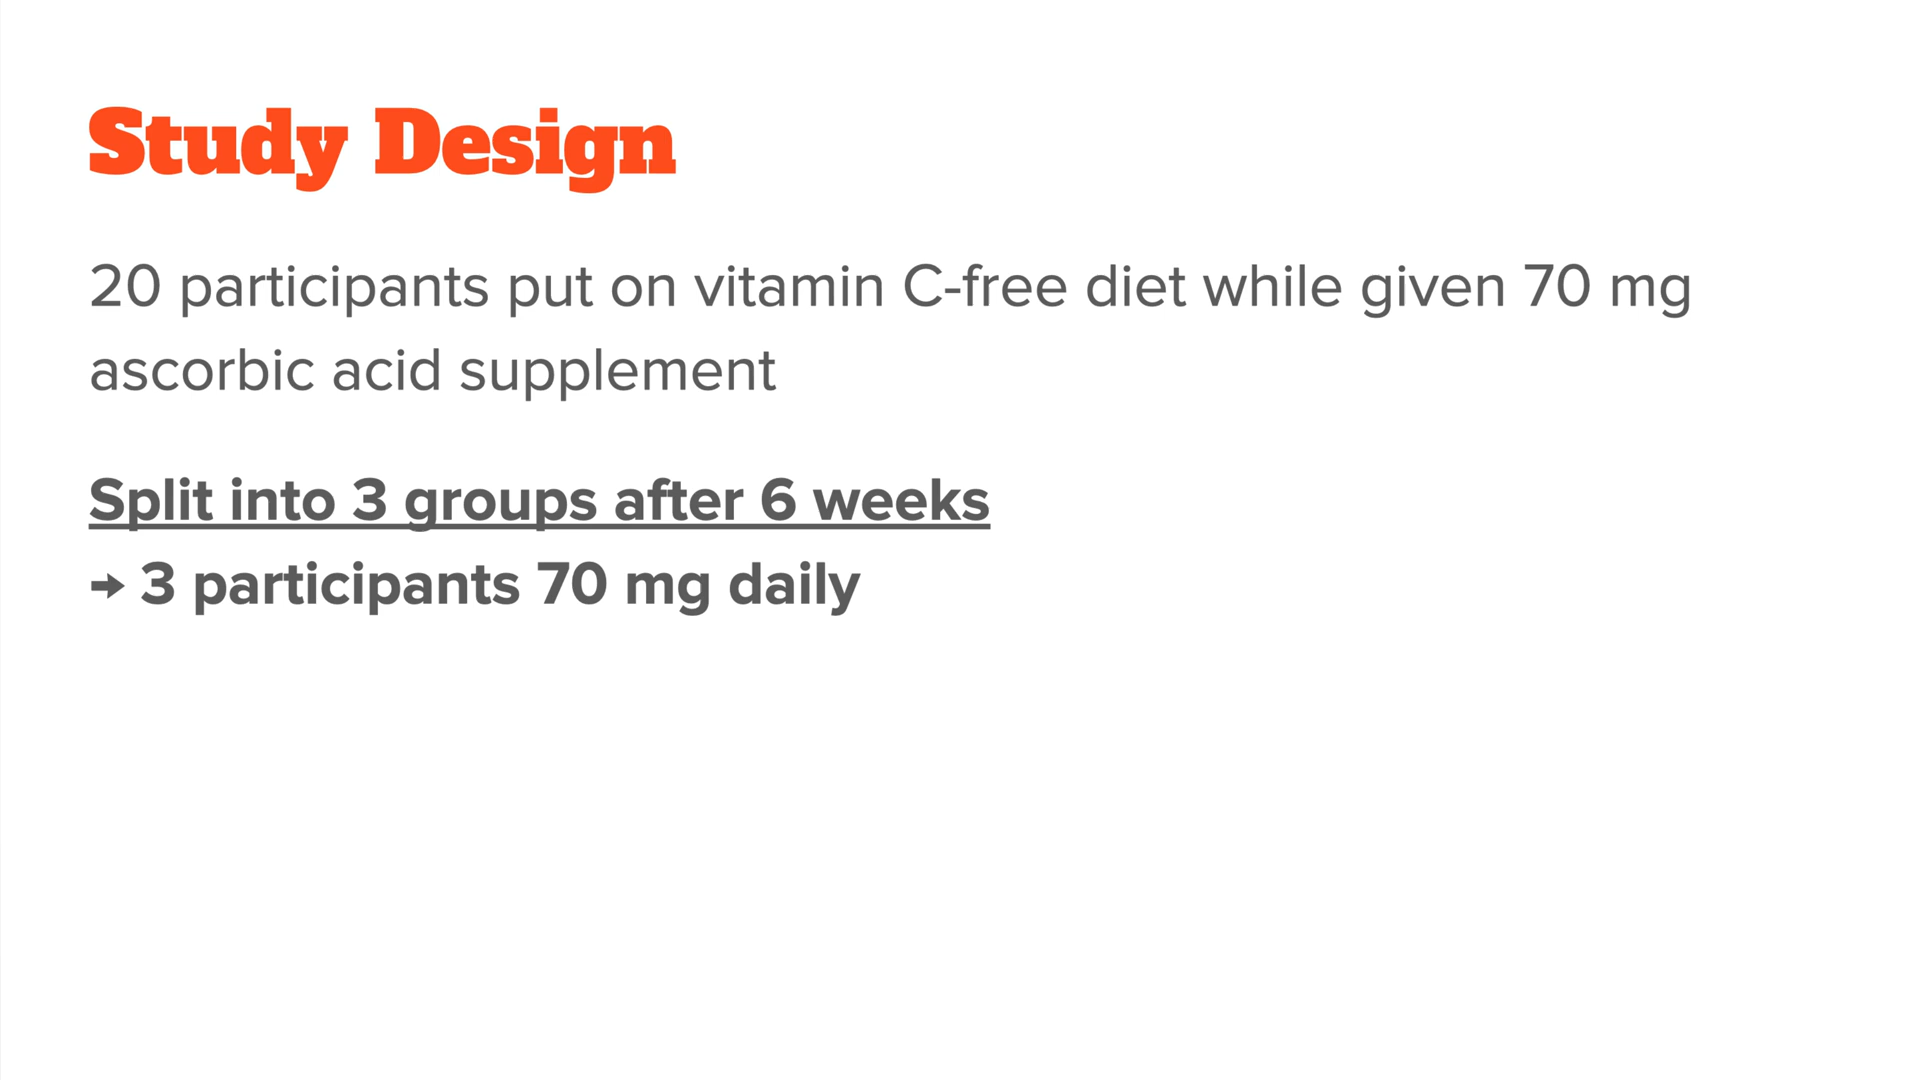 Study Design
20 participants put on vitamin C-free diet while given 70 mg
ascorbic acid supplement
Split into 3 groups after 6 weeks
→ 3 participants 70 mg daily